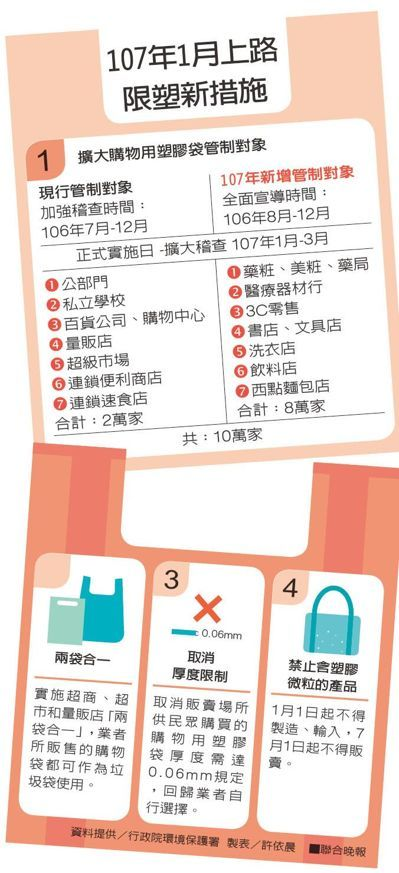 107年1月上路
限塑新措施
1
擴大購物用塑膠袋管制對象
現行管制對象
加強稽查時間：
106年7月-12月
107年新增管制對象
全面宣導時間：
106年8月-12月
正式實施日 -擴大稽查 107年1月-3月
❶公部門
❷私立學校
❸百貨公司、購物中心
❹量販店
❺超級市場
❻連鎖便利商店
❼連鎖速食店
合計：2萬家
❶藥粧、美粧、藥局
❷醫療器材行
❸3C零售
❹書店、文具店
❺洗衣店
❻飲料店
❼西點麵包店
合計：8萬家
共：10萬家
兩袋合一
實施超商、超
市和量販店「兩
袋合一」，業者
所販售的購物
袋都可作為垃
圾袋使用。
3
0.06mm
取消
厚度限制
取消販賣場所
供民眾購買的
購物用塑膠
袋厚度需達
0.06mm規定
，回歸業者自
行選擇。
4
禁止含塑膠
微粒的產品
1月1日起不得
製造、輸入，7
月1日起不得販
賣。
資料提供／行政院環境保護署 製表／許依晨 ■聯合晚報